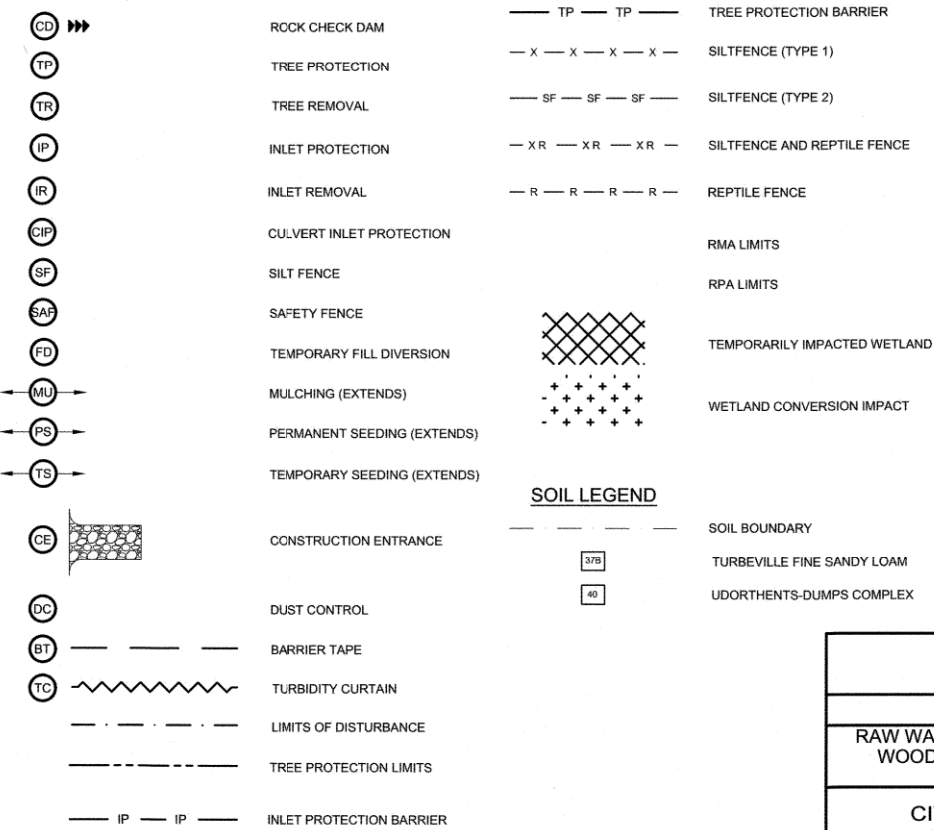 CD ROCK CHECK DAM
TP TREE PROTECTION
TR TREE REMOVAL
IP INLET PROTECTION
IR INLET REMOVAL
CIP CULVERT INLET PROTECTION
SF SILT FENCE
SAF SAFETY FENCE
FD TEMPORARY FILL DIVERSION
MU MULCHING (EXTENDS)
PS PERMANENT SEEDING (EXTENDS)
TS TEMPORARY SEEDING (EXTENDS)
CE CONSTRUCTION ENTRANCE
DC DUST CONTROL
BT BARRIER TAPE
TC TURBIDITY CURTAIN
LIMITS OF DISTURBANCE
TREE PROTECTION LIMITS
IP IP INLET PROTECTION BARRIER
TP TP TREE PROTECTION BARRIER
X X X X SILTFENCE (TYPE 1)
SF SF SF SILTFENCE (TYPE 2)
XR XR XR SILTFENCE AND REPTILE FENCE
R R R R REPTILE FENCE
RMA LIMITS
RPA LIMITS
TEMPORARILY IMPACTED WETLAND
WETLAND CONVERSION IMPACT
SOIL LEGEND
SOIL BOUNDARY
37B TURBEVILLE FINE SANDY LOAM
40 UDORTHENTS-DUMPS COMPLEX
RAW WA
WOOD
CI